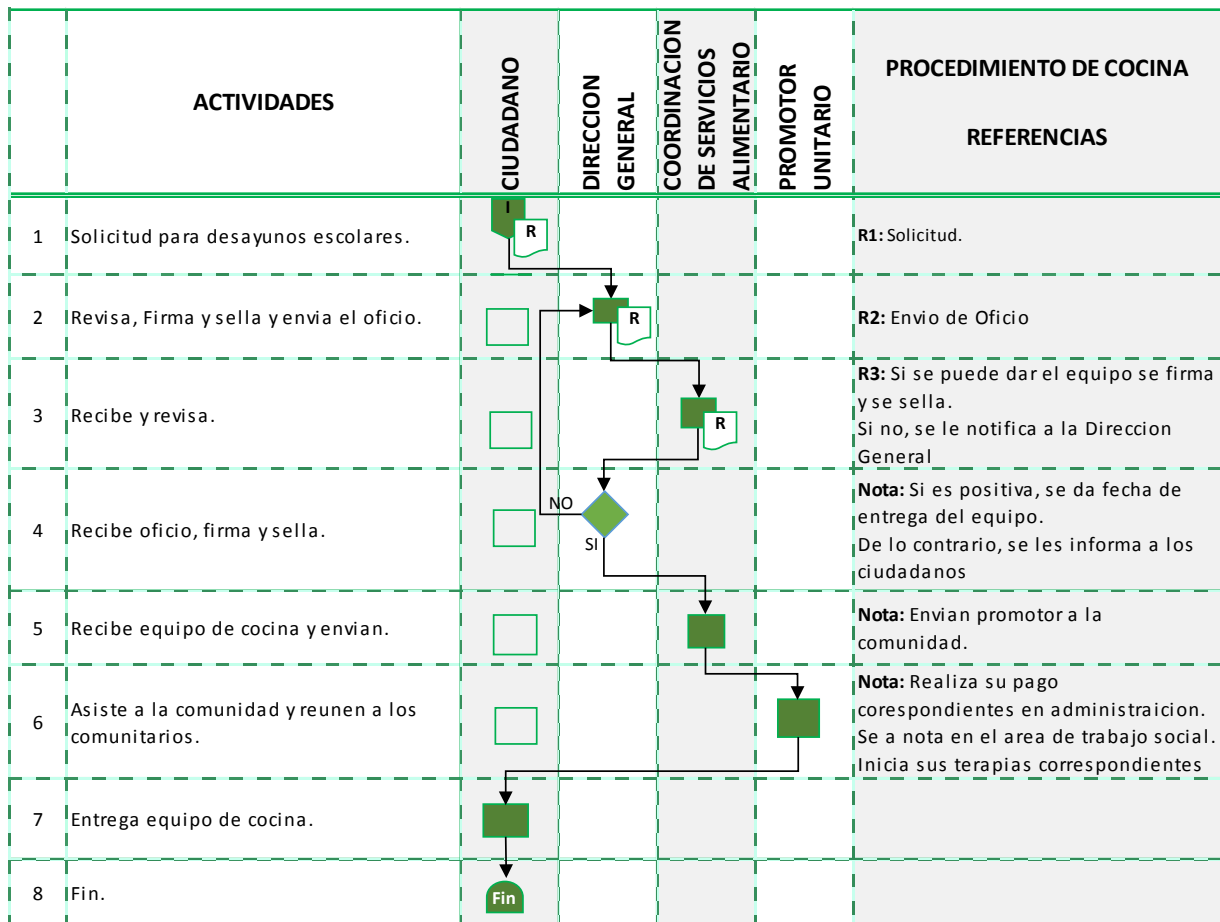 ACTIVIDADES
CIUDADANO
DIRECCION
GENERAL
COORDINACION
DE SERVICIOS
ALIMENTARIO
PROMOTOR
UNITARIO
PROCEDIMIENTO DE COCINA
REFERENCIAS
1
Solicitud para desayunos escolares.
I
R
R1: Solicitud.
2
Revisa, Firma y sella y envia el oficio.
R
R2: Envio de Oficio
3
Recibe y revisa.
R
R3: Si se puede dar el equipo se firma
y se sella.
Si no, se le notifica a la Direccion
General
4
Recibe oficio, firma y sella.
NO
SI
Nota: Si es positiva, se da fecha de
entrega del equipo.
De lo contrario, se les informa a los
ciudadanos
5
Recibe equipo de cocina y envian.
Nota: Envian promotor a la
comunidad.
6
Asiste a la comunidad y reunen a los
comunitarios.
Nota: Realiza su pago
corespondientes en administraicion.
Se a nota en el area de trabajo social.
Inicia sus terapias correspondientes
7
Entrega equipo de cocina.
8
Fin.
Fin